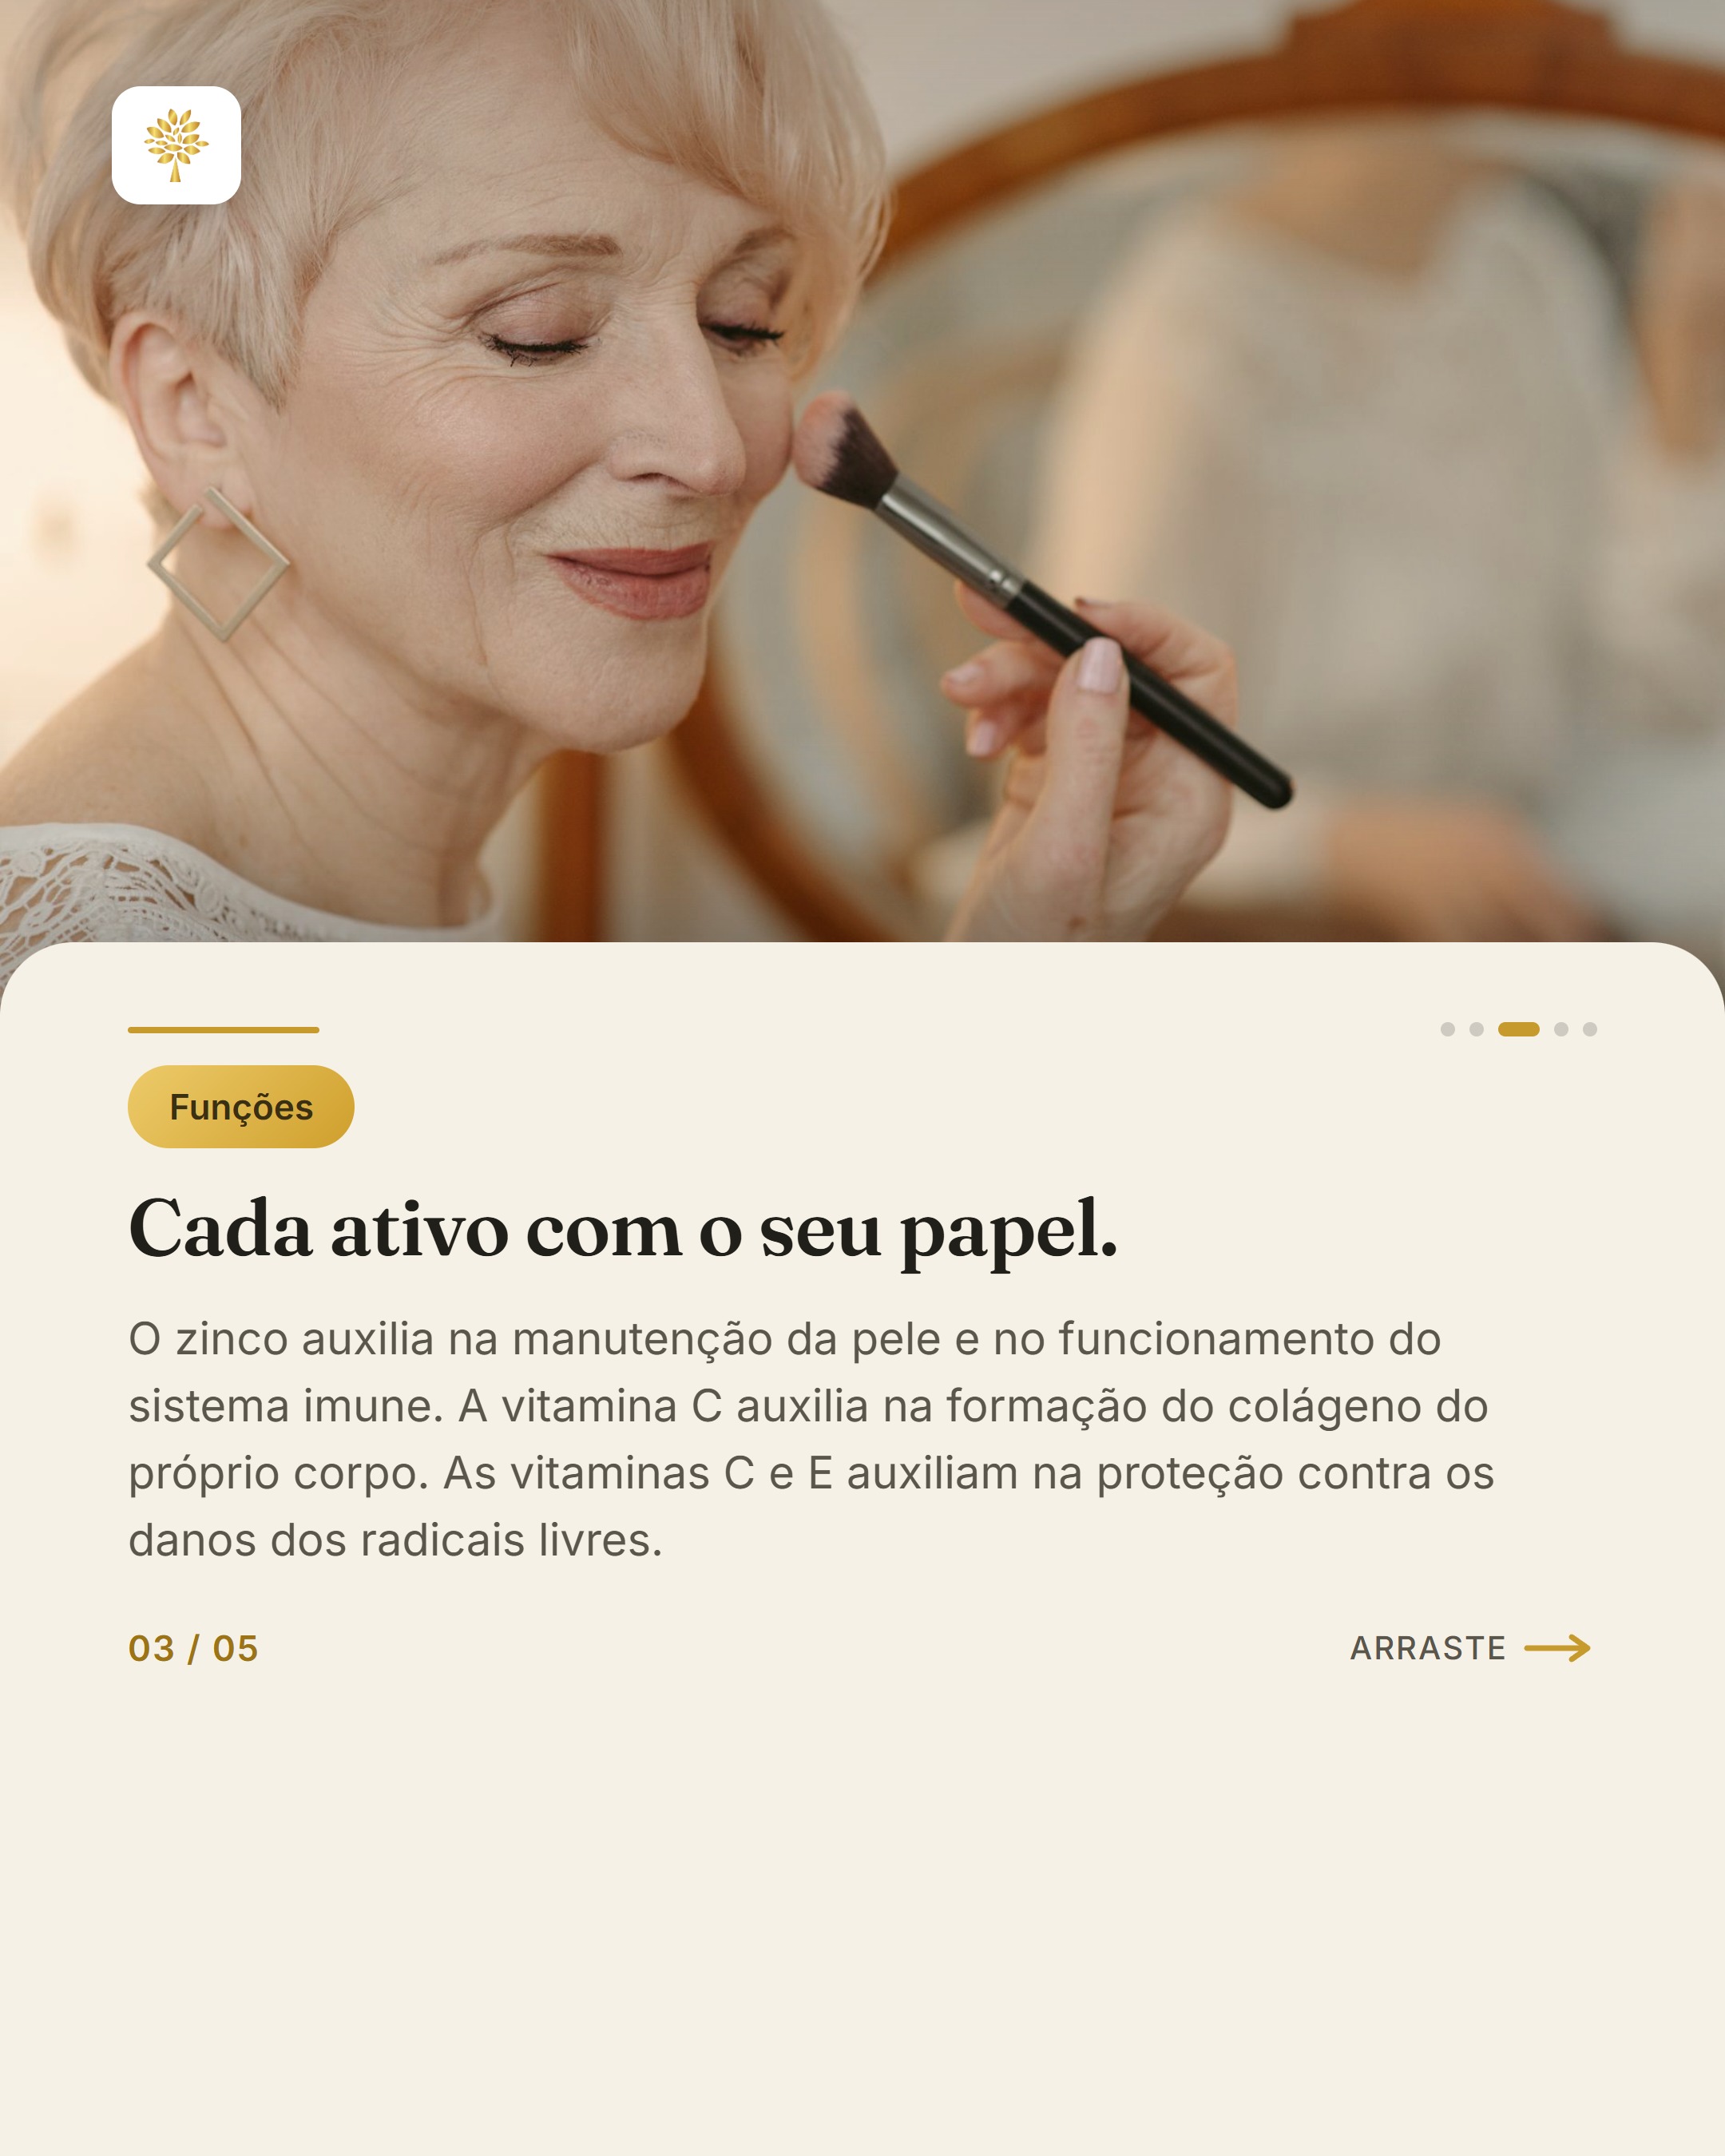 Funções
Cada ativo com o seu papel.
O zinco auxilia na manutenção da pele e no funcionamento do
sistema imune. A vitamina C auxilia na formação do colágeno do
próprio corpo. As vitaminas C e E auxiliam na proteção contra os
danos dos radicais livres.
03 / 05
ARRASTE